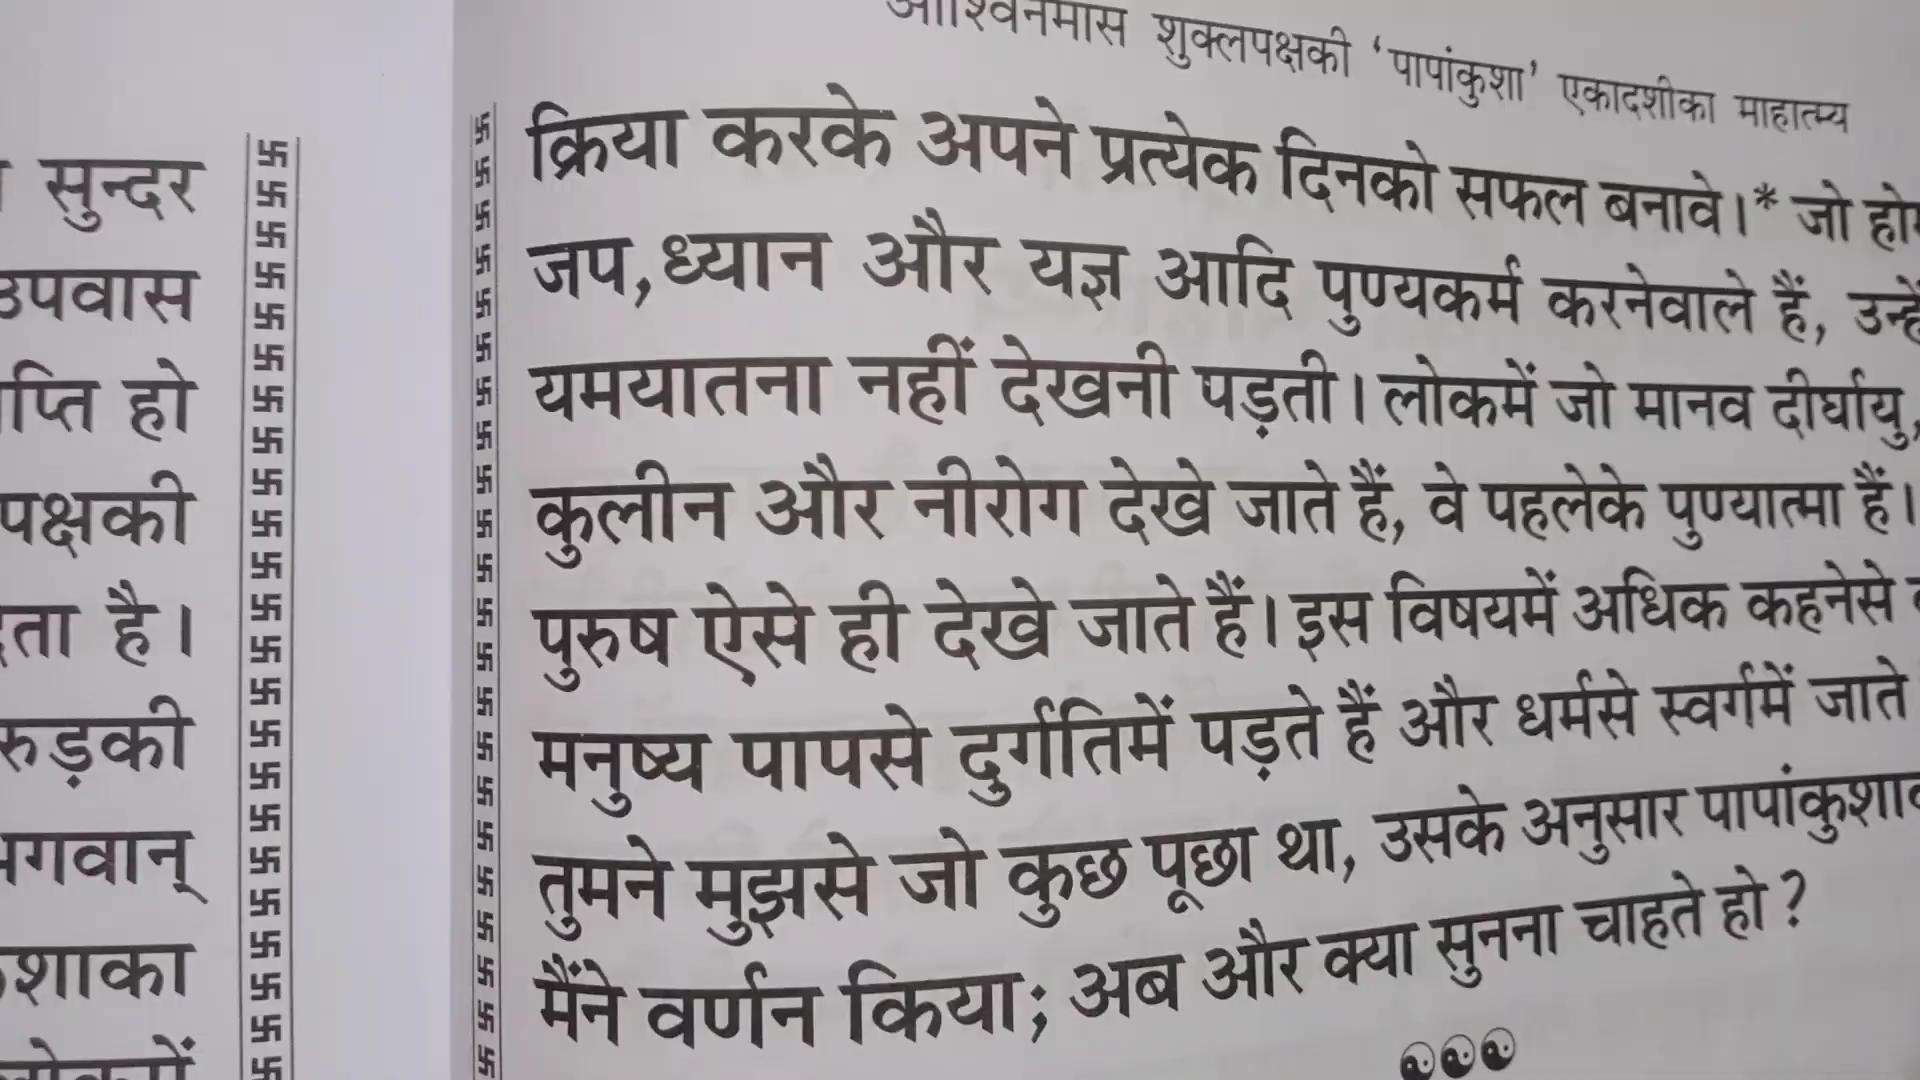 सुन्दर
उपवास
हो
पक्षकी
है।
भगवान्
आश्विनमास शुक्लपक्षकी 'पापांकुशा' एकादशीका माहात्म्य
क्रिया करके अपने प्रत्येक दिनको सफल बनावे।* जो
जप, ध्यान और यज्ञ आदि पुण्यकर्म करनेवाले हैं, उन्हें
यमयातना नहीं देखनी पड़ती। लोकमें जो मानव दीर्घायु,
कुलीन और नीरोग देखे जाते हैं, वे पहलेके पुण्यात्मा हैं।
पुरुष ऐसे ही देखे जाते हैं। इस विषयमें अधिक कहनेसे
मनुष्य पापसे दुर्गतिमें पड़ते हैं और धर्मसे स्वर्गमें जाते
तुमने मुझसे जो कुछ पूछा था, उसके अनुसार
मैंने वर्णन किया; अब और क्या सुनना चाहते हो?